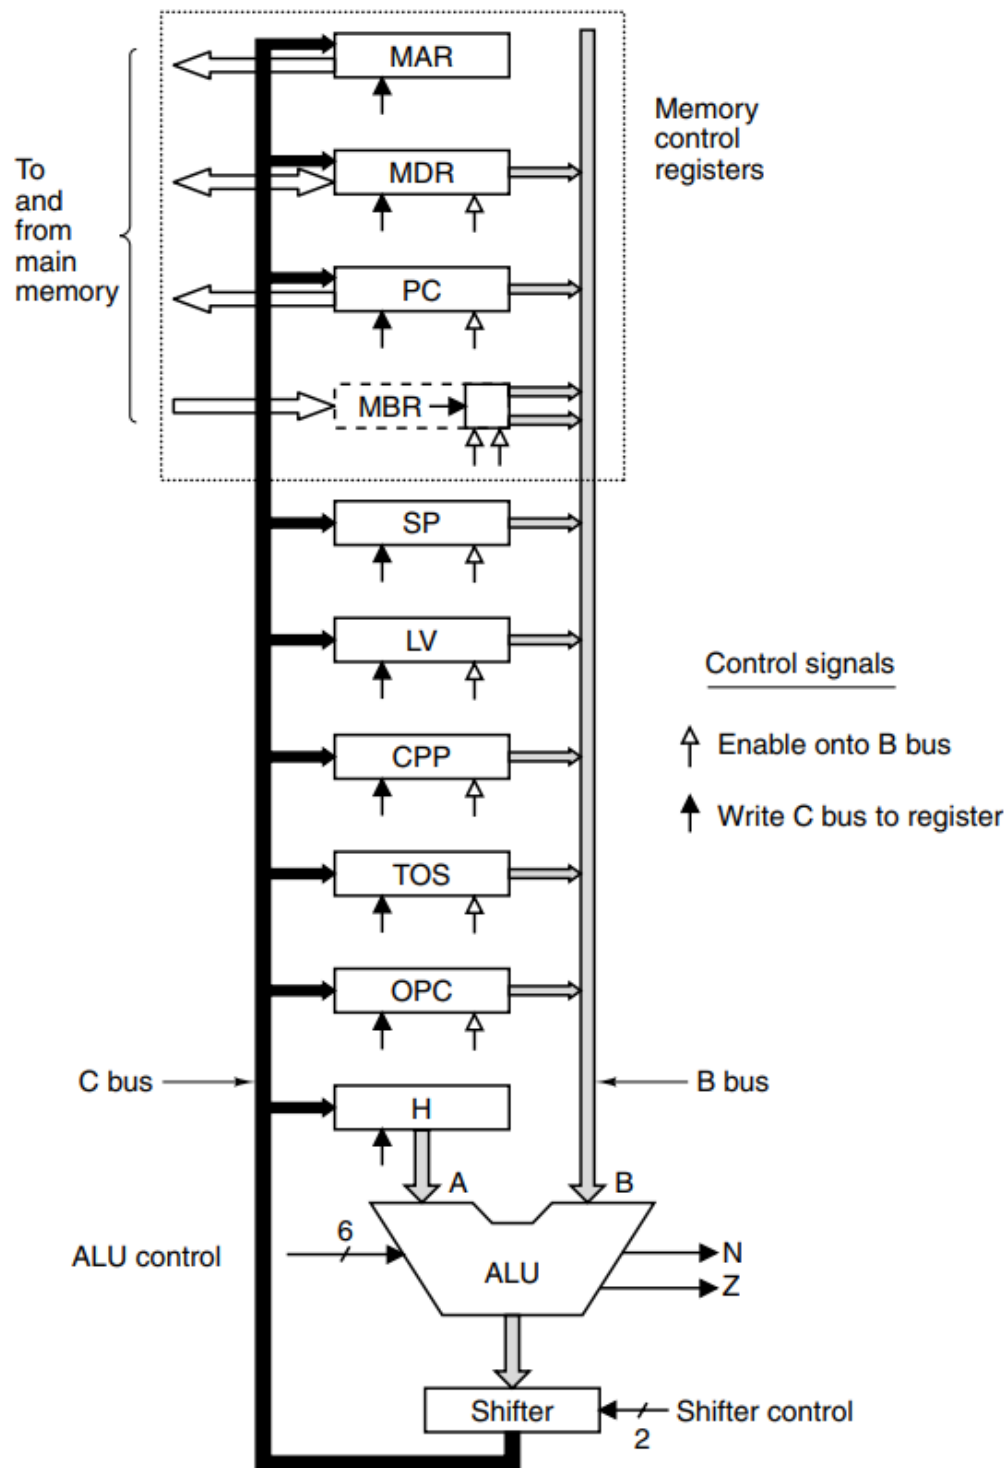 MAR
To
and
from
main
memory
Memory
control
registers
MDR
PC
MBR
SP
LV
Control signals
Enable onto B bus
CPP
Write C bus to register
TOS
OPC
C bus
B bus
H
A
B
6
ALU control
ALU
N
Z
Shifter
Shifter control
2